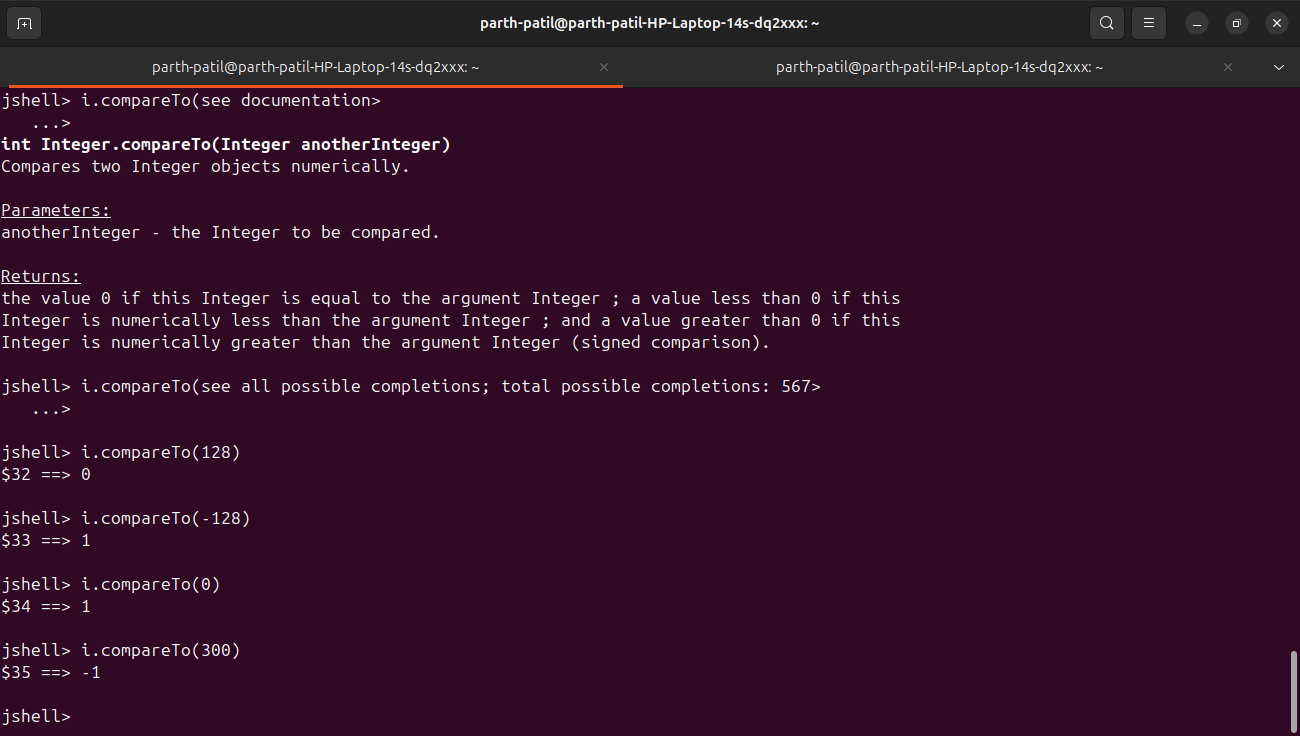 parth-patil@parth-patil-HP-Laptop-14s-dq2xxx: ~
parth-patil@parth-patil-HP-Laptop-14s-dq2xxx: ~
parth-patil@parth-patil-HP-Laptop-14s-dq2xxx: ~
jshell> i.compareTo(see documentation>
...>
int Integer.compareTo(Integer anotherInteger)
Compares two Integer objects numerically.
Parameters:
anotherInteger - the Integer to be compared.
Returns:
the value 0 if this Integer is equal to the argument Integer ; a value less than 0 if this
Integer is numerically less than the argument Integer ; and a value greater than 0 if this
Integer is numerically greater than the argument Integer (signed comparison).
jshell> i.compareTo(see all possible completions; total possible completions: 567>
...>
jshell> i.compareTo(128)
$32 ==> 0
jshell> i.compareTo(-128)
$33 ==> 1
jshell> i.compareTo(0)
$34 ==> 1
jshell> i.compareTo(300)
$35 ==> -1
jshell>